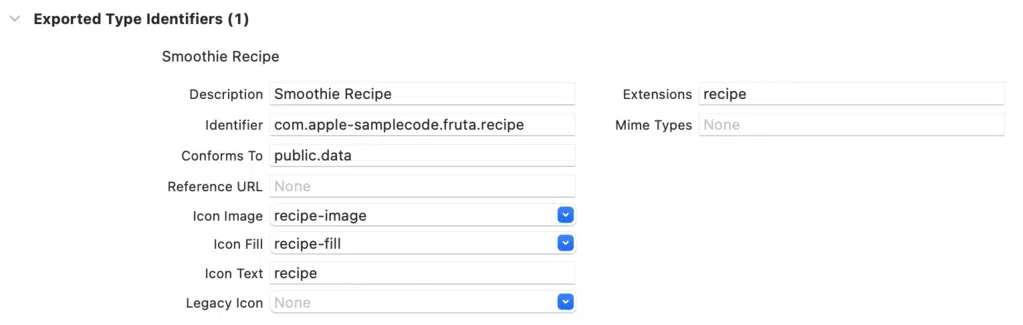 Exported Type Identifiers (1)
Smoothie Recipe
Description Smoothie Recipe Extensions recipe
Identifier com.apple-samplecode.fruta.recipe Mime Types None
Conforms To public.data
Reference URL None
Icon Image recipe-image
Icon Fill recipe-fill
Icon Text recipe
Legacy Icon None